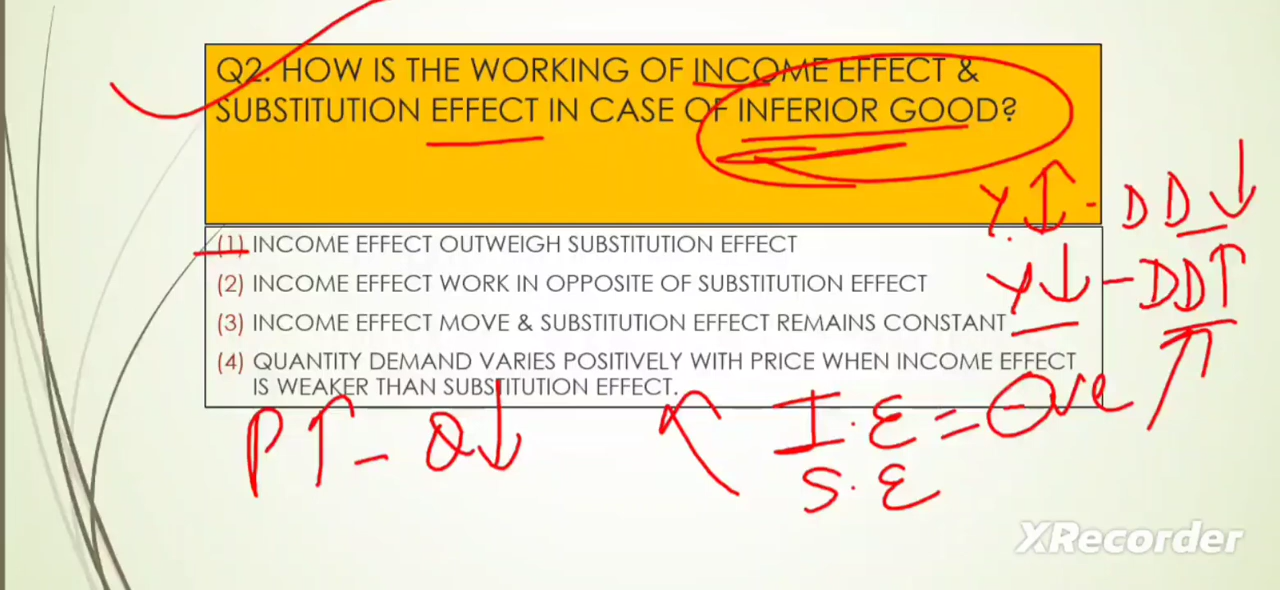 Q2. HOW IS THE WORKING OF INCOME EFFECT &
SUBSTITUTION EFFECT IN CASE OF INFERIOR GOOD?
Y↑ - DD↓
(1) INCOME EFFECT OUTWEIGH SUBSTITUTION EFFECT
(2) INCOME EFFECT WORK IN OPPOSITE OF SUBSTITUTION EFFECT
Y↓ - DD↑
(3) INCOME EFFECT MOVE & SUBSTITUTION EFFECT REMAINS CONSTANT
(4) QUANTITY DEMAND VARIES POSITIVELY WITH PRICE WHEN INCOME EFFECT
IS WEAKER THAN SUBSTITUTION EFFECT.
P↑ - Q↓
I.E = -ve
S.E
XRecorder